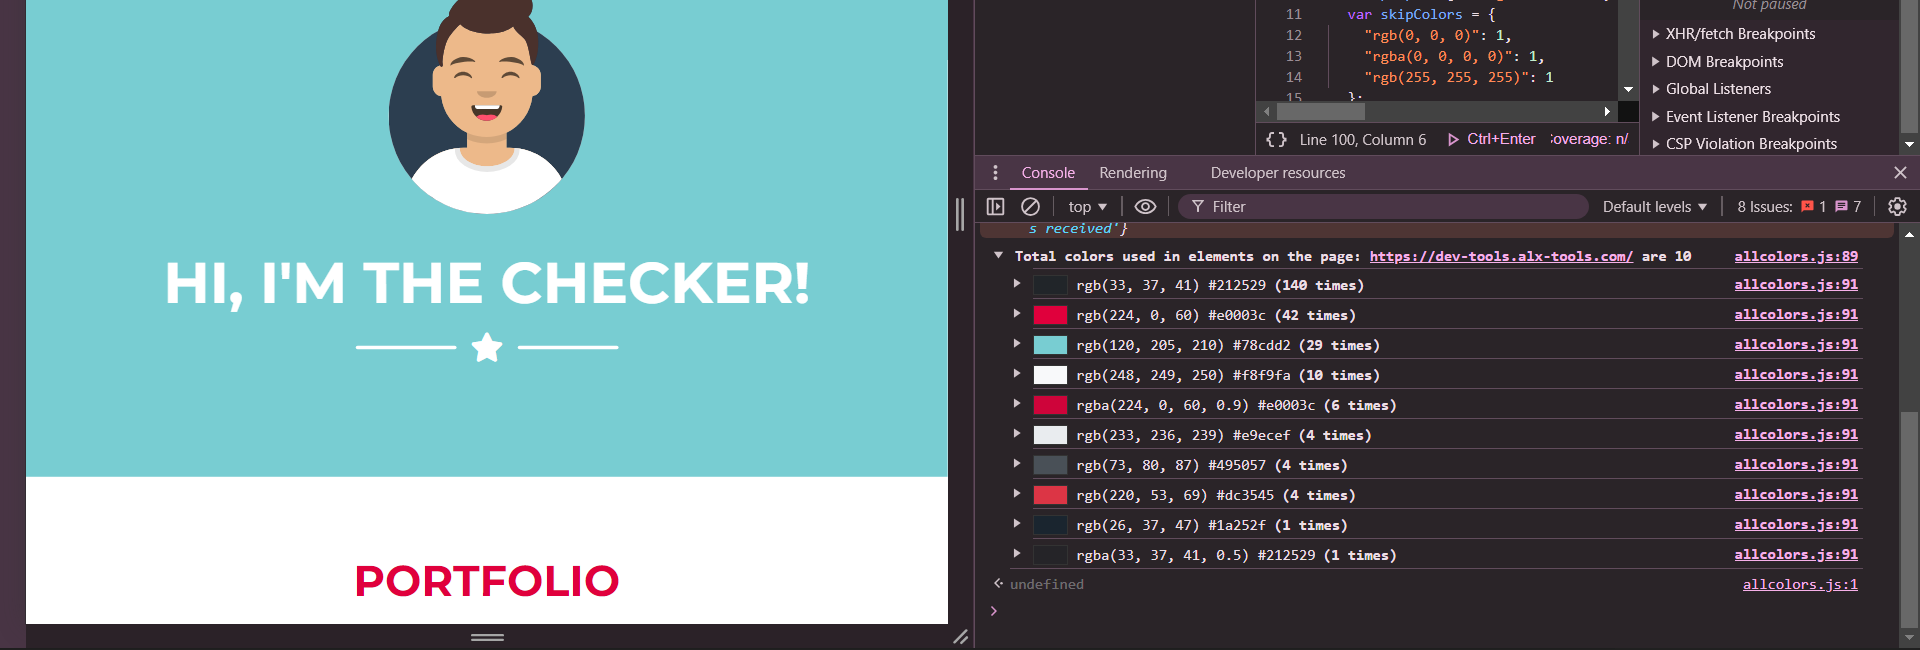 HI, I'M THE CHECKER!
PORTFOLIO
11 var skipColors = {
12 "rgb(0, 0, 0)": 1,
13 "rgba(0, 0, 0, 0)": 1,
14 "rgb(255, 255, 255)": 1
15 };
{} Line 100, Column 6 Ctrl+Enter overage: n/
Not paused
XHR/fetch Breakpoints
DOM Breakpoints
Global Listeners
Event Listener Breakpoints
CSP Violation Breakpoints
Console Rendering Developer resources
top Filter Default levels 8 Issues: 1 7
s received'}
Total colors used in elements on the page: https://dev-tools.alx-tools.com/ are 10 allcolors.js:89
rgb(33, 37, 41) #212529 (140 times) allcolors.js:91
rgb(224, 0, 60) #e0003c (42 times) allcolors.js:91
rgb(120, 205, 210) #78cdd2 (29 times) allcolors.js:91
rgb(248, 249, 250) #f8f9fa (10 times) allcolors.js:91
rgba(224, 0, 60, 0.9) #e0003c (6 times) allcolors.js:91
rgb(233, 236, 239) #e9ecef (4 times) allcolors.js:91
rgb(73, 80, 87) #495057 (4 times) allcolors.js:91
rgb(220, 53, 69) #dc3545 (4 times) allcolors.js:91
rgb(26, 37, 47) #1a252f (1 times) allcolors.js:91
rgba(33, 37, 41, 0.5) #212529 (1 times) allcolors.js:91
undefined allcolors.js:1